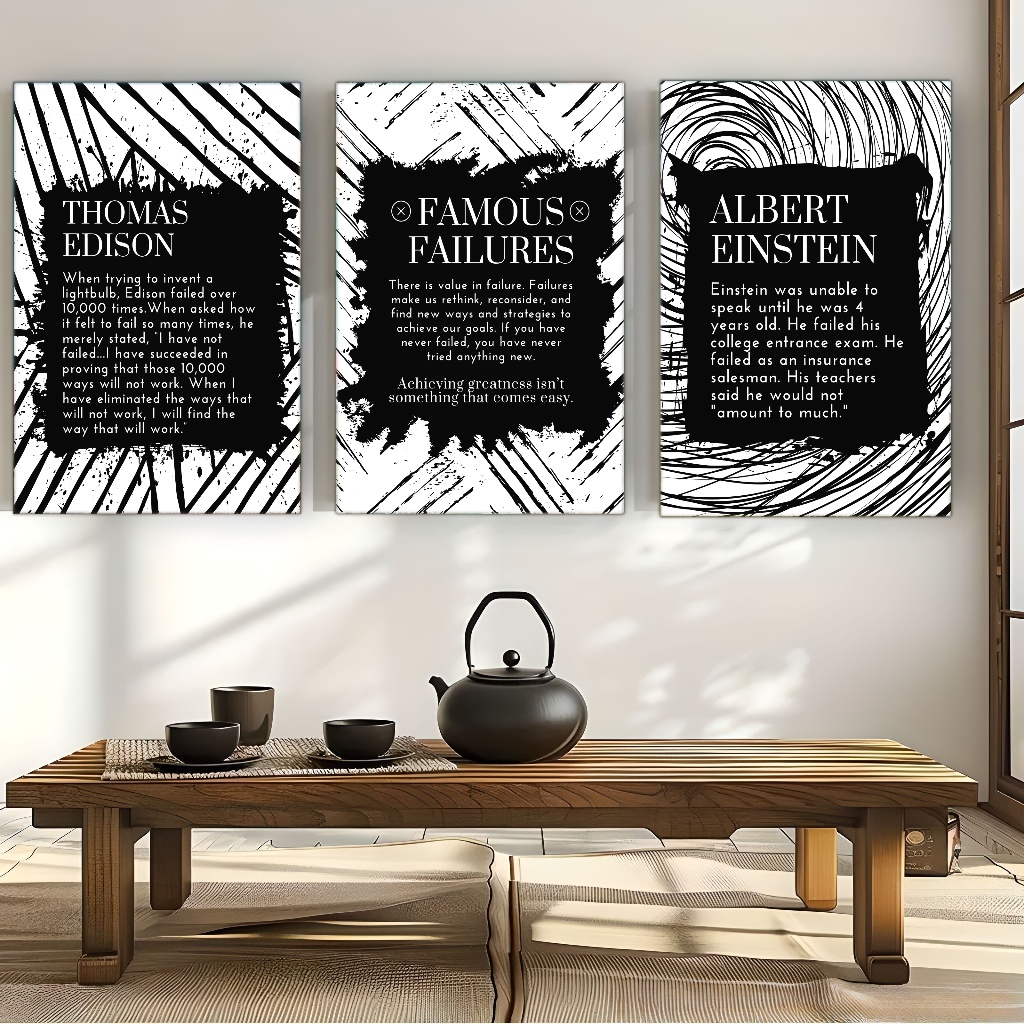 THOMAS
EDISON
When trying to invent a
lightbulb, Edison failed over
10,000 times.When asked how
it felt to fail so many times, he
merely stated, "I have not
failed...I have succeeded in
proving that those 10,000
ways will not work. When I
have eliminated the ways that
will not work, I will find the
way that will work."
FAMOUS
FAILURES
There is value in failure. Failures
make us rethink, reconsider, and
find new ways and strategies to
achieve our goals. If you have
never failed, you have never
tried anything new.
Achieving greatness isn't
something that comes easy.
ALBERT
EINSTEIN
Einstein was unable to
speak until he was 4
years old. He failed his
college entrance exam. He
failed as an insurance
salesman. His teachers
said he would not
"amount to much."